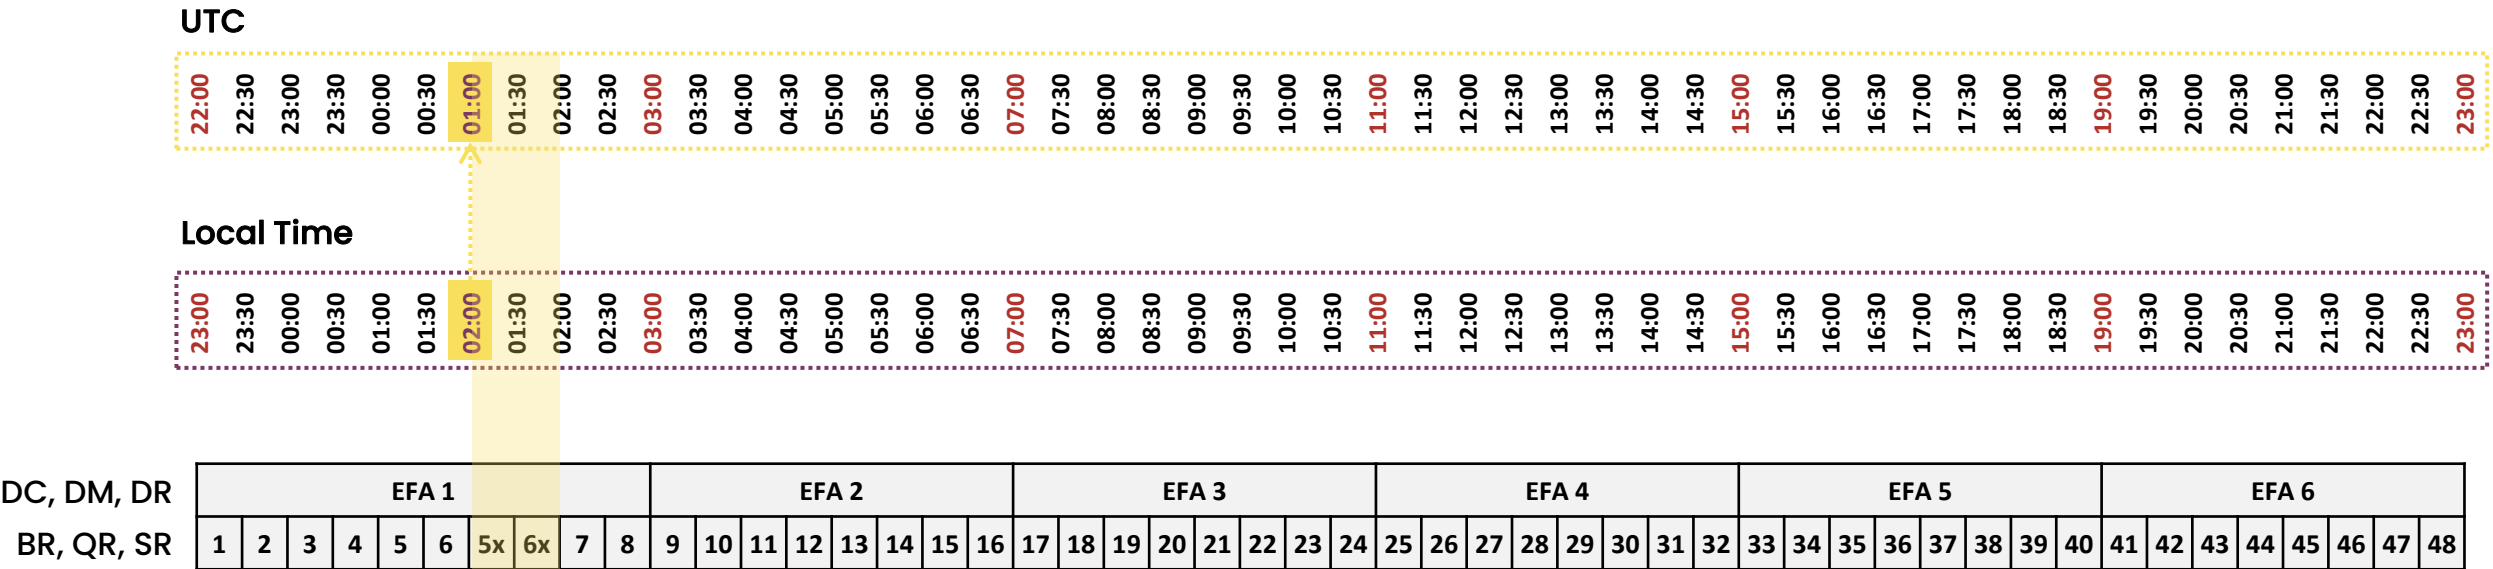 UTC
22:00 22:30 23:00 23:30 00:00 00:30 01:00 01:30 02:00 02:30 03:00 03:30 04:00 04:30 05:00 05:30 06:00 06:30 07:00 07:30 08:00 08:30 09:00 09:30 10:00 10:30 11:00 11:30 12:00 12:30 13:00 13:30 14:00 14:30 15:00 15:30 16:00 16:30 17:00 17:30 18:00 18:30 19:00 19:30 20:00 20:30 21:00 21:30 22:00 22:30 23:00
Local Time
23:00 23:30 00:00 00:30 01:00 01:30 02:00 01:30 02:00 02:30 03:00 03:30 04:00 04:30 05:00 05:30 06:00 06:30 07:00 07:30 08:00 08:30 09:00 09:30 10:00 10:30 11:00 11:30 12:00 12:30 13:00 13:30 14:00 14:30 15:00 15:30 16:00 16:30 17:00 17:30 18:00 18:30 19:00 19:30 20:00 20:30 21:00 21:30 22:00 22:30 23:00
DC, DM, DR EFA 1 EFA 2 EFA 3 EFA 4 EFA 5 EFA 6
BR, QR, SR 1 2 3 4 5 6 5x 6x 7 8 9 10 11 12 13 14 15 16 17 18 19 20 21 22 23 24 25 26 27 28 29 30 31 32 33 34 35 36 37 38 39 40 41 42 43 44 45 46 47 48